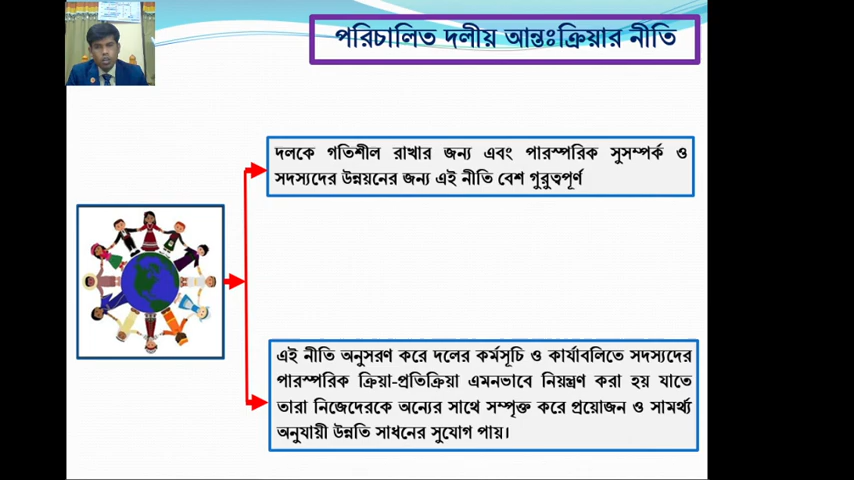 পরিচালিত দলীয় আন্তঃক্রিয়ার নীতি
দলকে গতিশীল রাখার জন্য এবং পারস্পরিক সুসম্পর্ক ও
সদস্যদের উন্নয়নের জন্য এই নীতি বেশ গুরুত্বপূর্ণ
এই নীতি অনুসরণ করে দলের কর্মসূচি ও কার্যাবলিতে সদস্যদের
পারস্পরিক ক্রিয়া-প্রতিক্রিয়া এমনভাবে নিয়ন্ত্রণ করা হয় যাতে
তারা নিজেদেরকে অন্যের সাথে সম্পৃক্ত করে প্রয়োজন ও সামর্থ্য
অনুযায়ী উন্নতি সাধনের সুযোগ পায়।